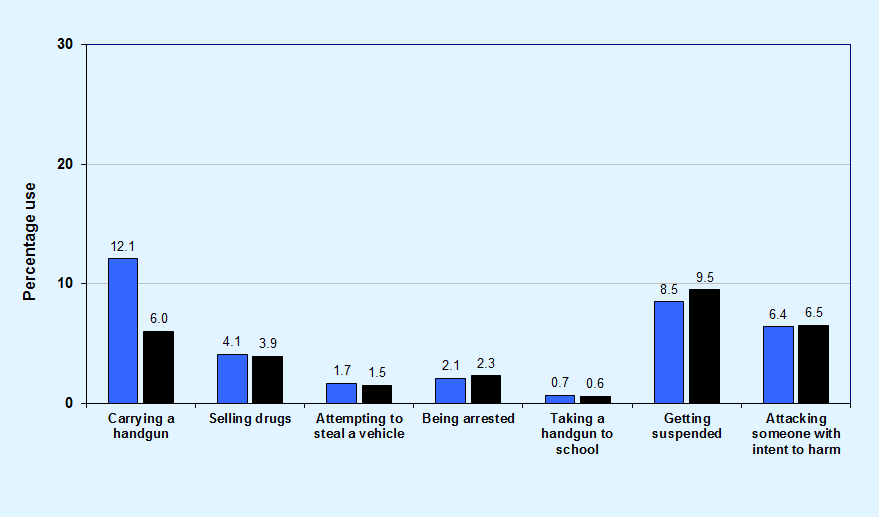 30
20
10
0
Percentage use
12.1
6.0
4.1
3.9
1.7
1.5
2.1
2.3
0.7
0.6
8.5
9.5
6.4
6.5
Carrying a
handgun
Selling drugs
Attempting to
steal a vehicle
Being arrested
Taking a
handgun to
school
Getting
suspended
Attacking
someone with
intent to harm